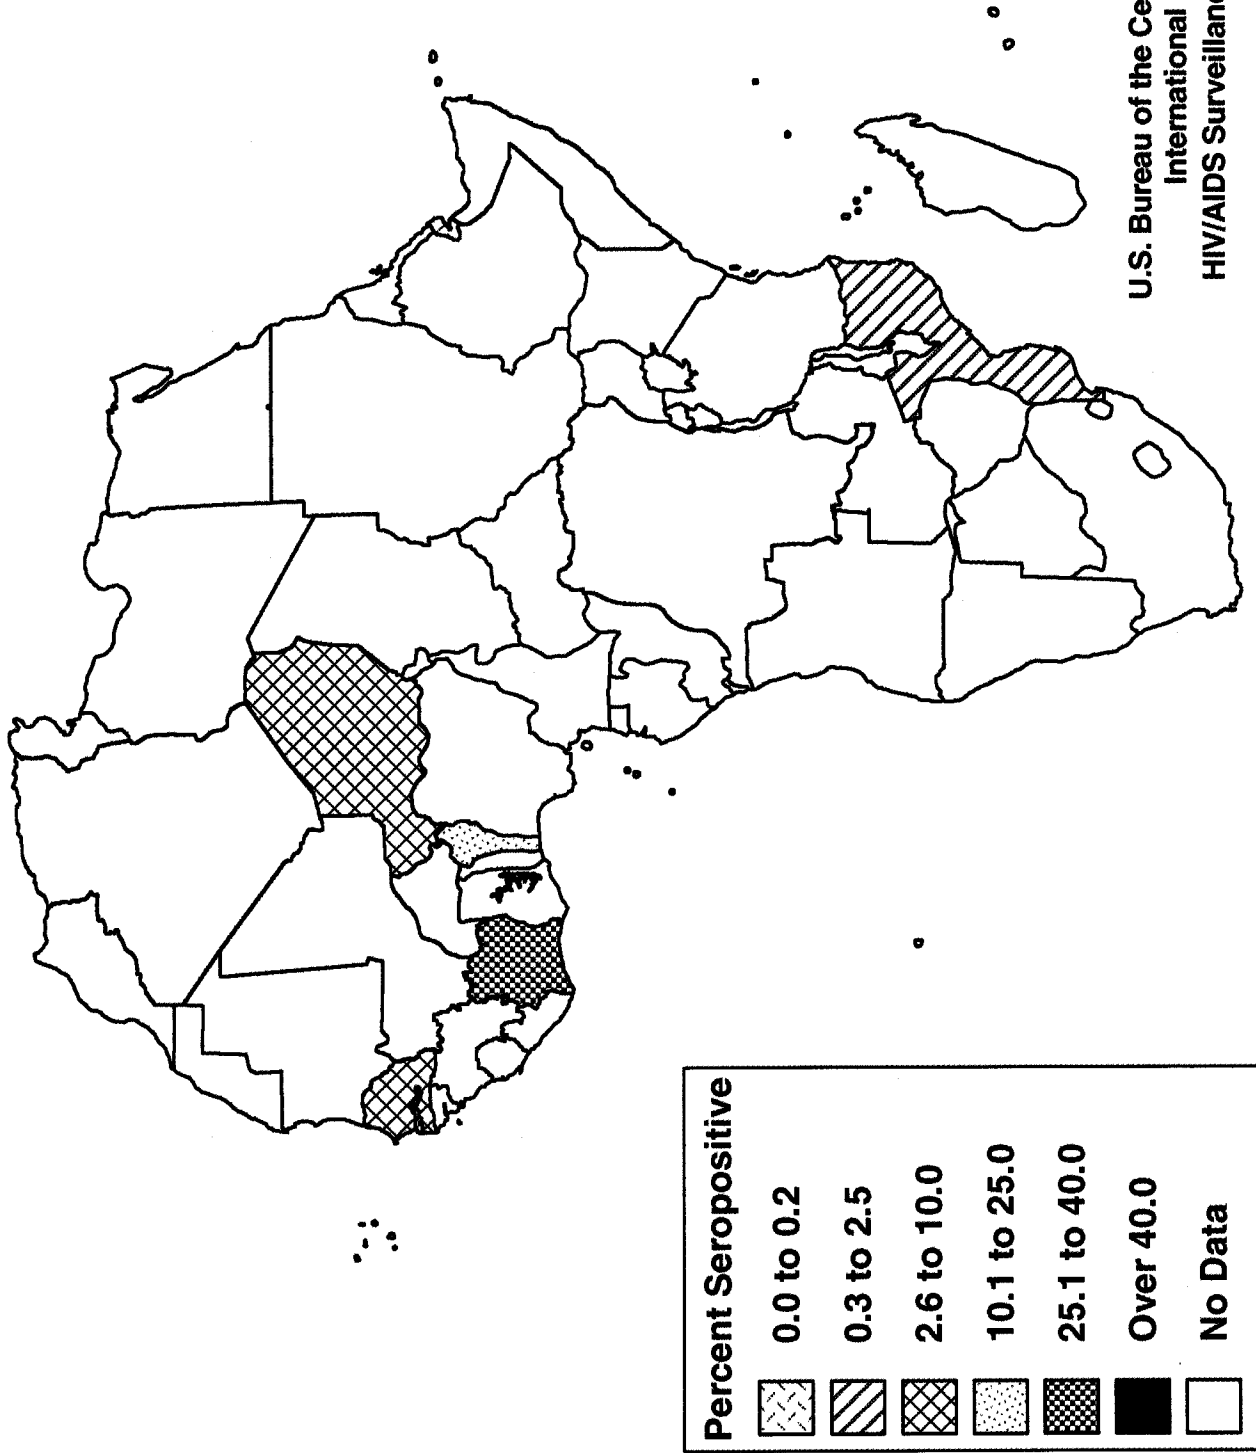 Percent Seropositive
0.0 to 0.2
0.3 to 2.5
2.6 to 10.0
10.1 to 25.0
25.1 to 40.0
Over 40.0
No Data
U.S. Bureau of the Ce
International
HIV/AIDS Surveillanc